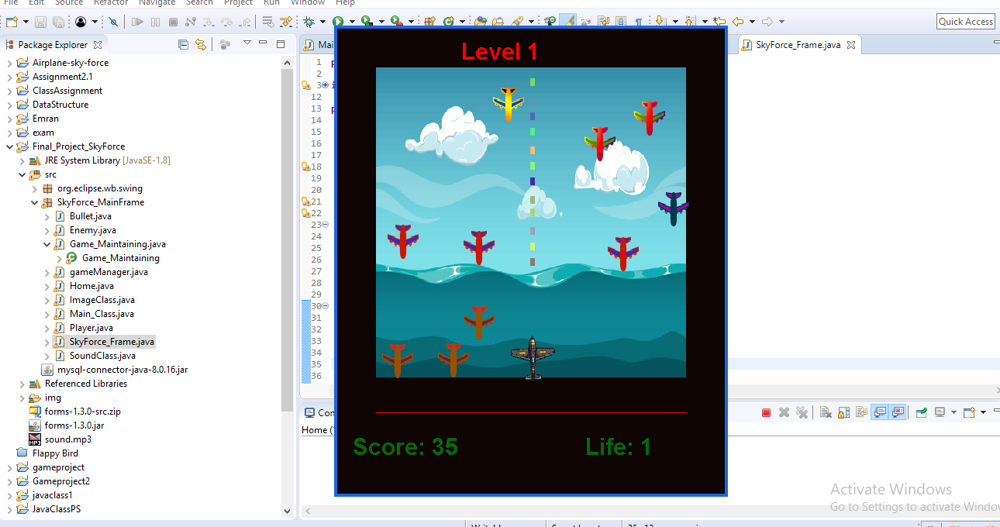 File Edit Source Refactor Navigate Search Project Run Window Help
Quick Access
Package Explorer
Mai
SkyForce_Frame.java
Airplane-sky-force
Assignment2.1
ClassAssignment
DataStructure
Emran
exam
Final_Project_SkyForce
JRE System Library [JavaSE-1.8]
src
org.eclipse.wb.swing
SkyForce_MainFrame
Bullet.java
Enemy.java
Game_Maintaining.java
Game_Maintaining
gameManager.java
Home.java
ImageClass.java
Main_Class.java
Player.java
SkyForce_Frame.java
SoundClass.java
mysql-connector-java-8.0.16.jar
Referenced Libraries
img
forms-1.3.0-src.zip
forms-1.3.0.jar
sound.mp3
Flappy Bird
gameproject
Gameproject2
javaclass1
JavaClassPS
1
2
3
12
13
14
15
16
17
18
19
20
21
22
23
24
25
26
27
28
29
30
31
32
33
34
35
36
Level 1
Score: 35
Life: 1
Con
Home (
Activate Windows
Go to Settings to activate Window